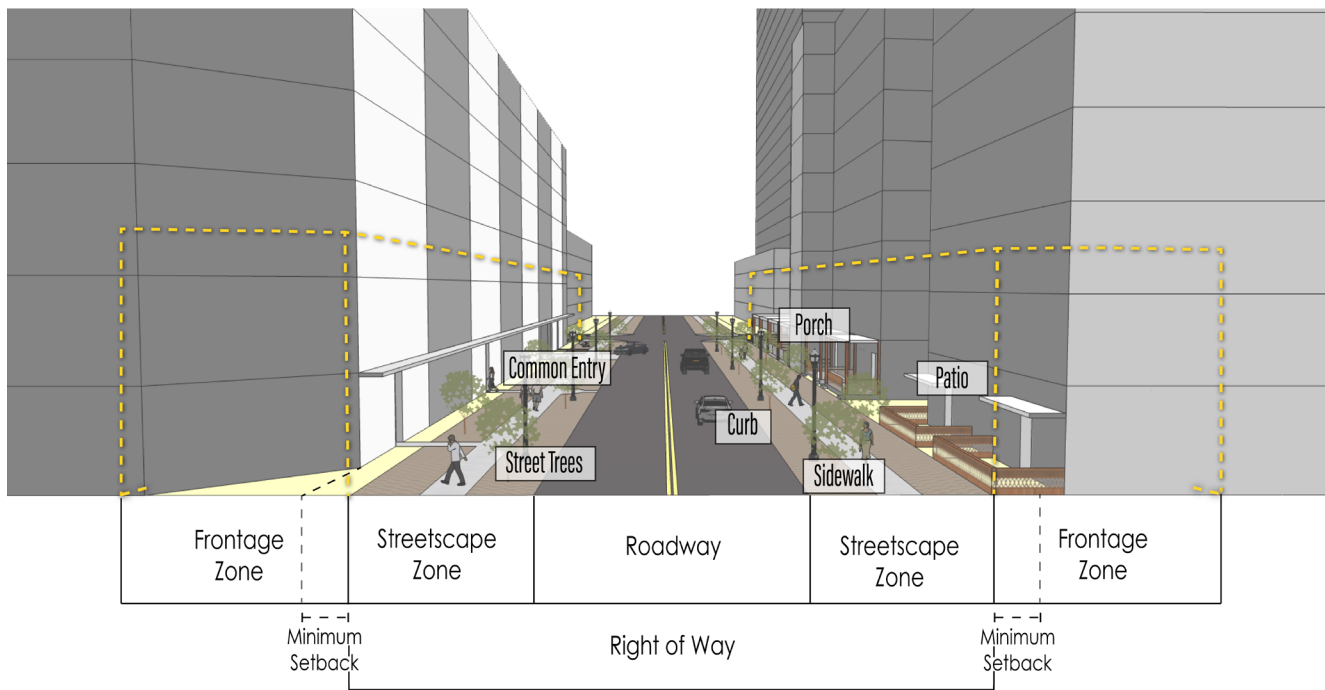 Porch
Common Entry
Patio
Curb
Street Trees
Sidewalk
Frontage
Zone
Streetscape
Zone
Roadway
Streetscape
Zone
Frontage
Zone
Minimum
Setback
Right of Way
Minimum
Setback